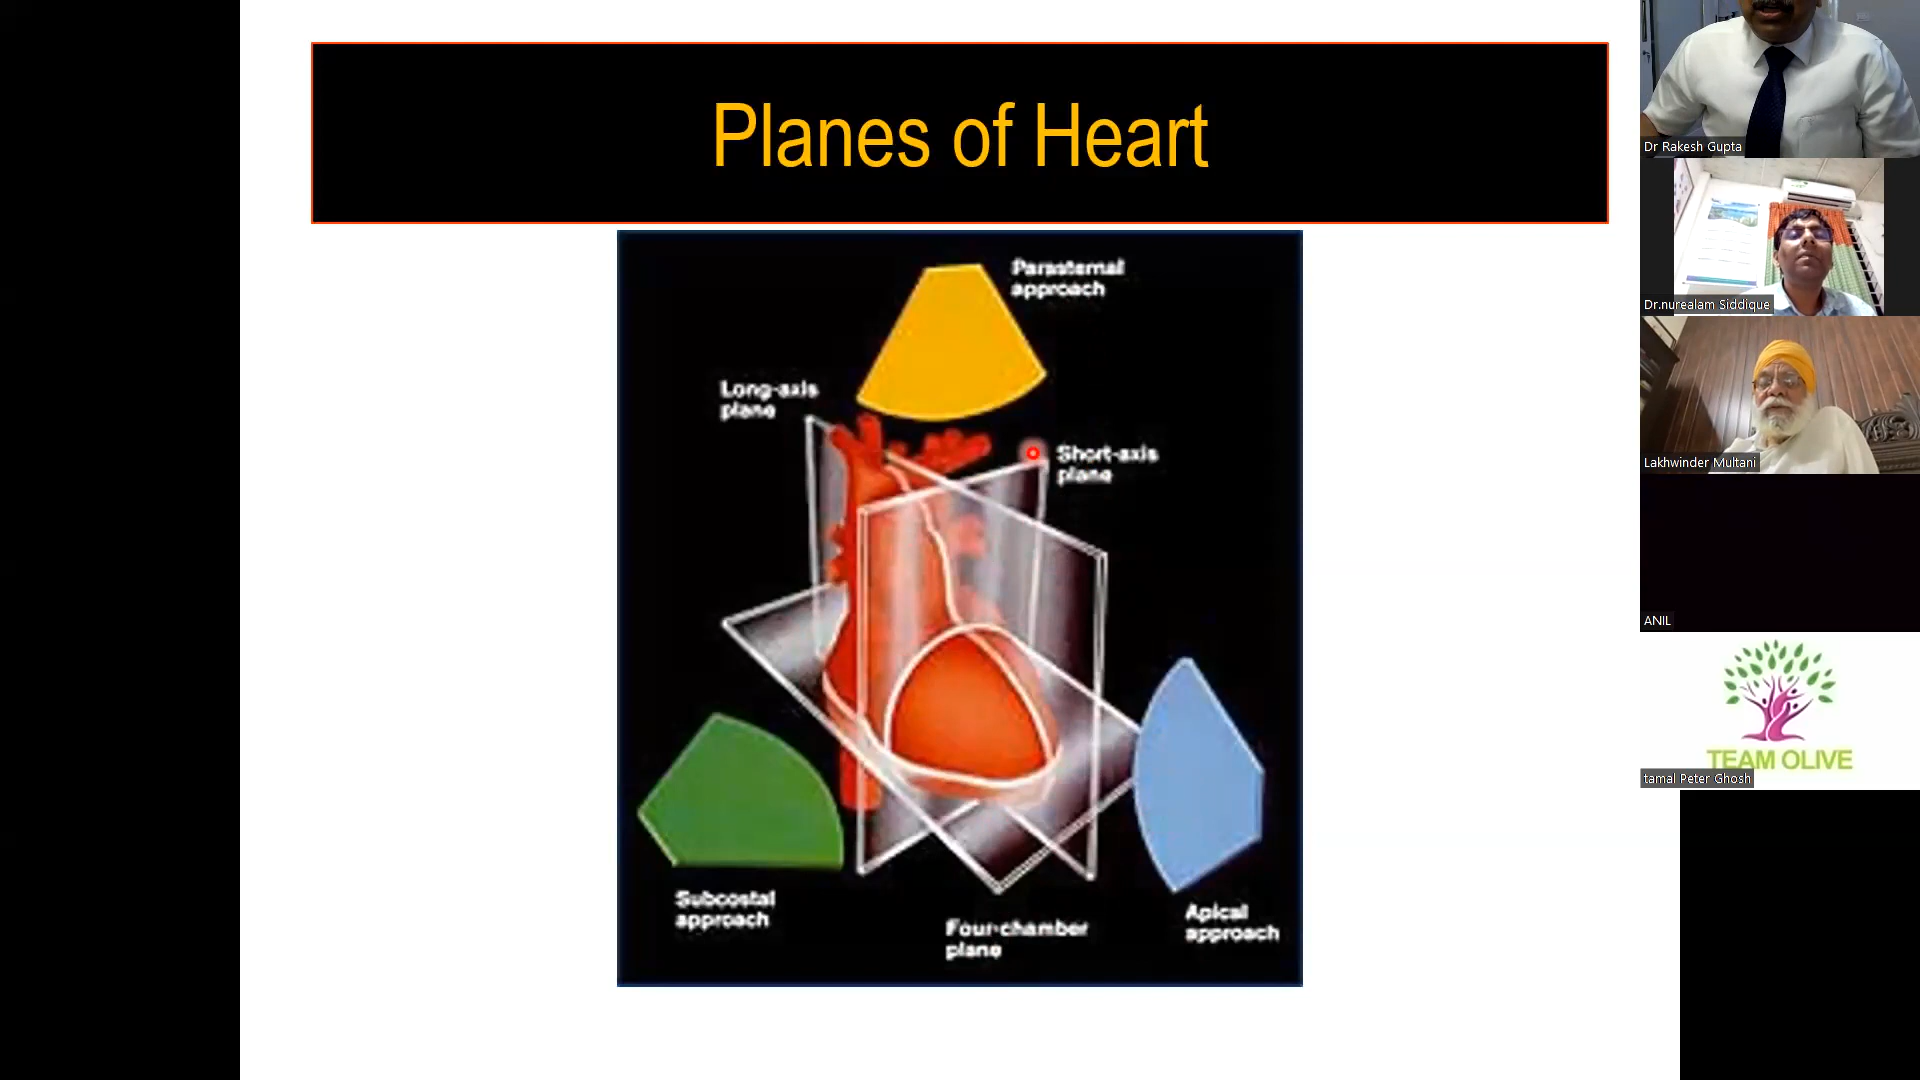 Planes of Heart
Parasternal
approach
Long-axis
plane
Short-axis
plane
Subcostal
approach
Four-chamber
plane
Apical
approach
Dr Rakesh Gupta
Dr.nurealam Siddique
Lakhwinder Multani
ANIL
TEAM OLIVE
tamal Peter Ghosh